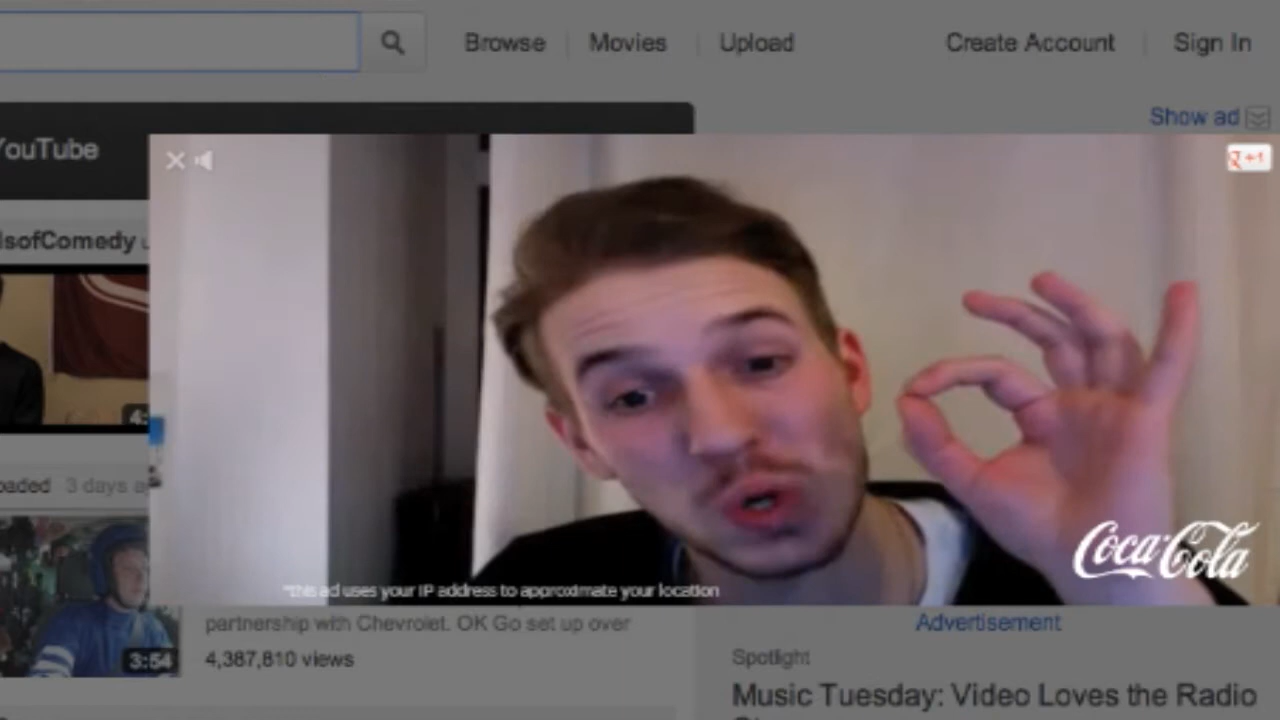 Browse
Movies
Upload
Create Account
Sign In
Show ad
YouTube
+1
lsofComedy
3 days
*this ad uses your IP address to approximate your location
Coca-Cola
3:54
partnership with Chevrolet. OK Go set up over
4,387,810 views
Advertisement
Spotlight
Music Tuesday: Video Loves the Radio